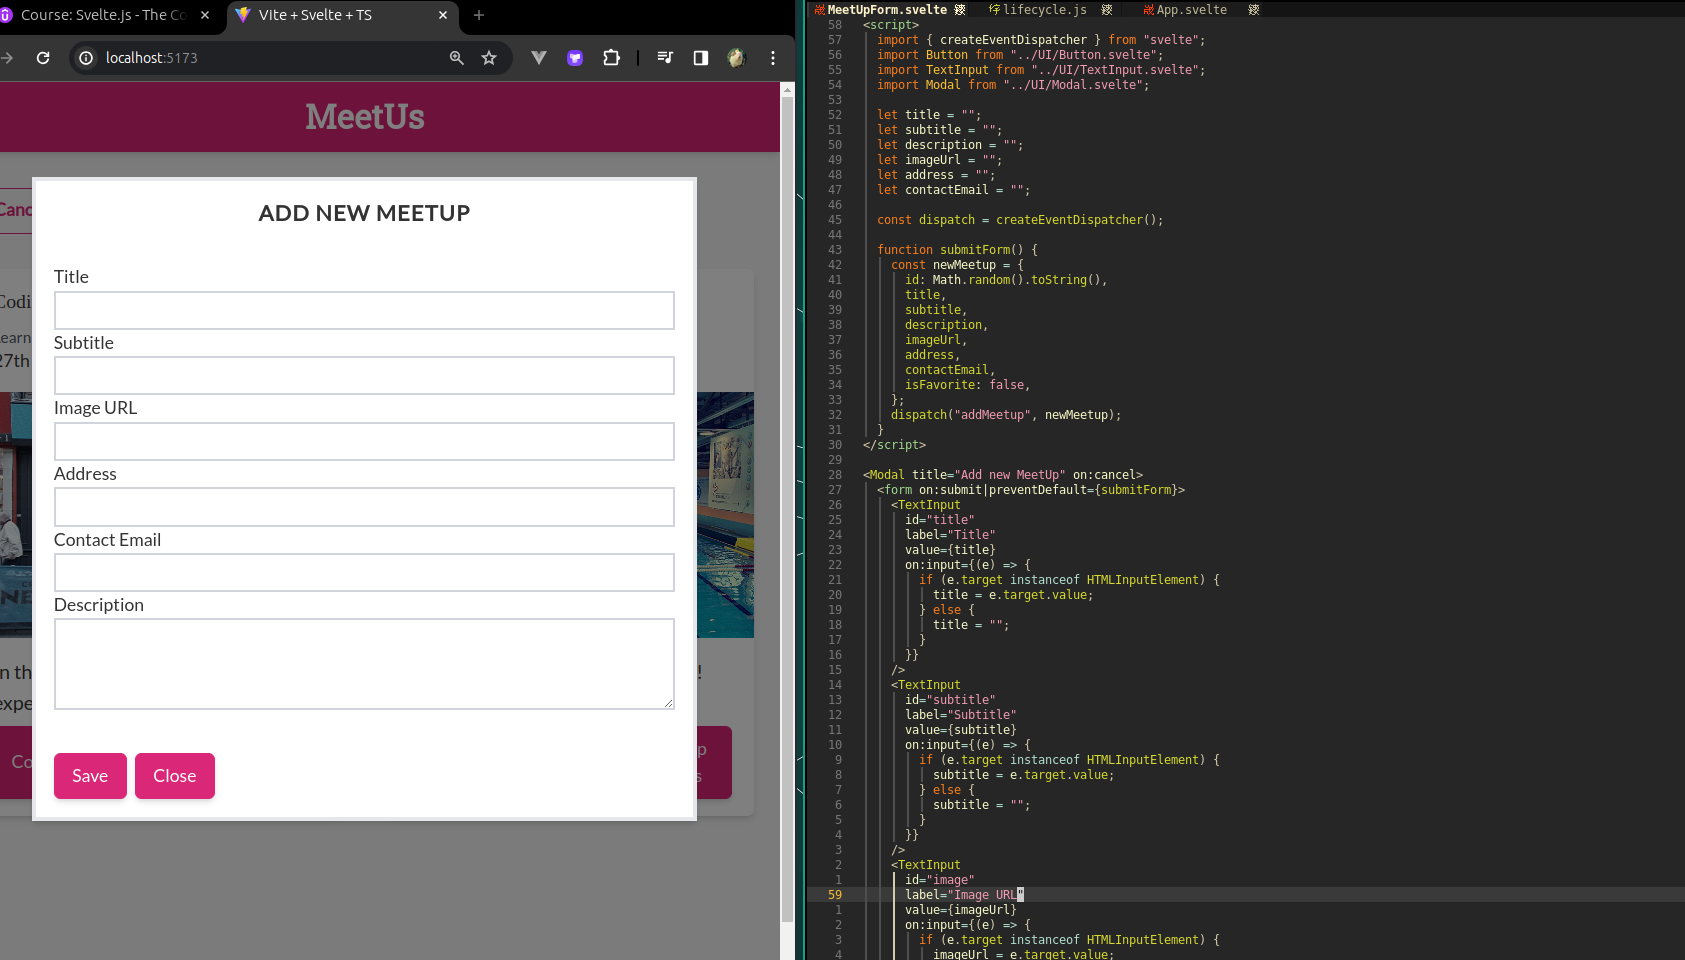 Course: Svelte.js - The Co
Vite + Svelte + TS
localhost:5173
MeetUs
Canc
ADD NEW MEETUP
Title
Subtitle
Image URL
Address
Contact Email
Description
Save
Close
Codi
earn
27th
n th
!
expe
Co
p
s
MeetUpForm.svelte
lifecycle.js
App.svelte
58 <script>
57 import { createEventDispatcher } from "svelte";
56 import Button from "../UI/Button.svelte";
55 import TextInput from "../UI/TextInput.svelte";
54 import Modal from "../UI/Modal.svelte";
53
52 let title = "";
51 let subtitle = "";
50 let description = "";
49 let imageUrl = "";
48 let address = "";
47 let contactEmail = "";
46
45 const dispatch = createEventDispatcher();
44
43 function submitForm() {
42 const newMeetup = {
41 id: Math.random().toString(),
40 title,
39 subtitle,
38 description,
37 imageUrl,
36 address,
35 contactEmail,
34 isFavorite: false,
33 };
32 dispatch("addMeetup", newMeetup);
31 }
30 </script>
29
28 <Modal title="Add new MeetUp" on:cancel>
27 <form on:submit|preventDefault={submitForm}>
26 <TextInput
25 id="title"
24 label="Title"
23 value={title}
22 on:input={(e) => {
21 if (e.target instanceof HTMLInputElement) {
20 title = e.target.value;
19 } else {
18 title = "";
17 }
16 }}
15 />
14 <TextInput
13 id="subtitle"
12 label="Subtitle"
11 value={subtitle}
10 on:input={(e) => {
9 if (e.target instanceof HTMLInputElement) {
8 subtitle = e.target.value;
7 } else {
6 subtitle = "";
5 }
4 }}
3 />
2 <TextInput
1 id="image"
59 label="Image URL"
1 value={imageUrl}
2 on:input={(e) => {
3 if (e.target instanceof HTMLInputElement) {
4 imageUrl = e.target.value;